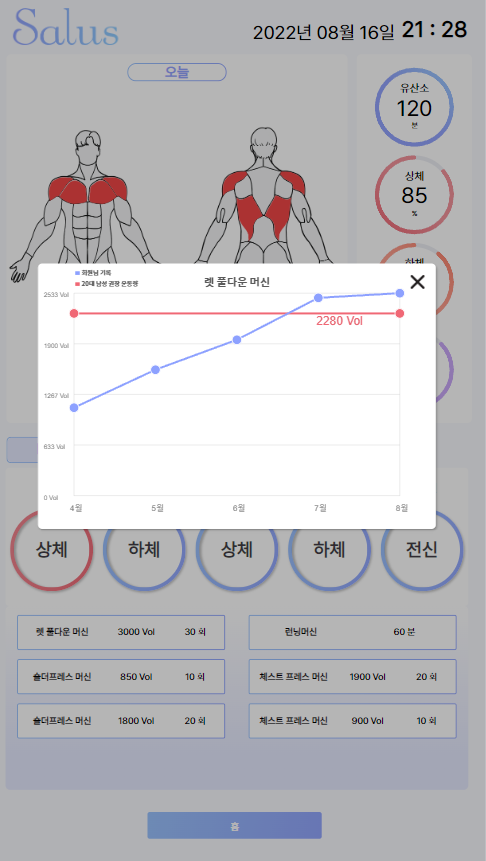 Salus
2022년 08월 16일 21 : 28
오늘
유산소
120
분
상체
85
%
회원님 기록
20대 남성 권장 운동량
렛 풀다운 머신
2533 Vol
2280 Vol
1900 Vol
1267 Vol
633 Vol
0 Vol
4월 5월 6월 7월 8월
상체 하체 상체 하체 전신
렛 풀다운 머신 3000 Vol 30 회
런닝머신 60 분
숄더프레스 머신 850 Vol 10 회
체스트 프레스 머신 1900 Vol 20 회
숄더프레스 머신 1800 Vol 20 회
체스트 프레스 머신 900 Vol 10 회
홈